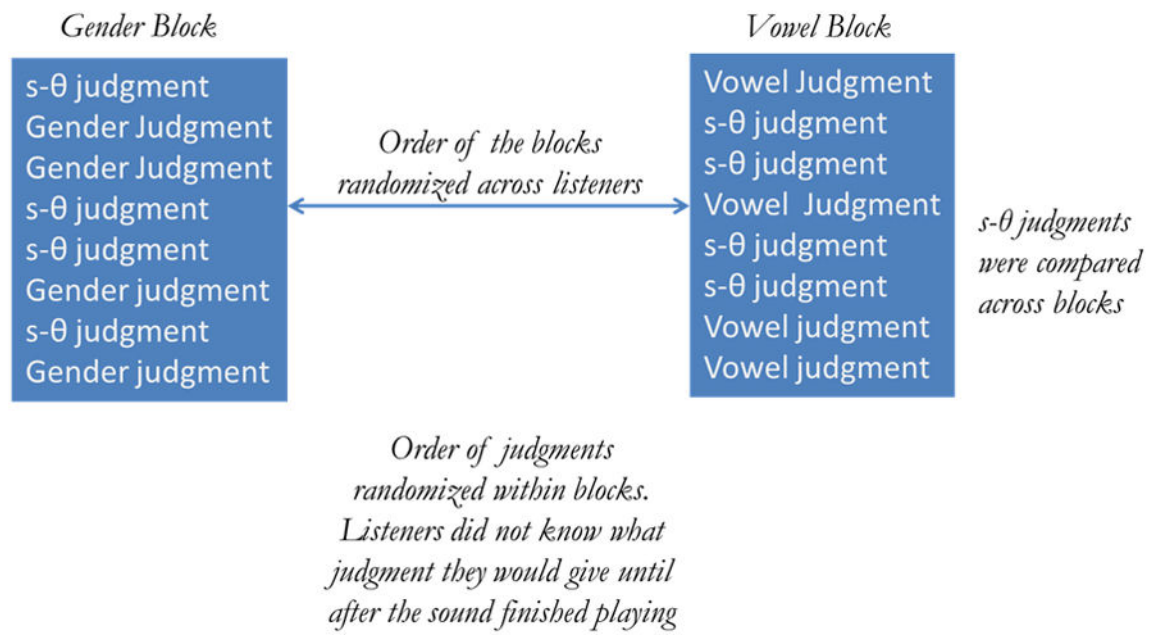 Gender Block
s-θ judgment
Gender Judgment
Gender Judgment
s-θ judgment
s-θ judgment
Gender judgment
s-θ judgment
Gender judgment
Order of the blocks
randomized across listeners
Vowel Block
Vowel Judgment
s-θ judgment
s-θ judgment
Vowel Judgment
s-θ judgment
s-θ judgment
Vowel judgment
Vowel judgment
s-θ judgments
were compared
across blocks
Order of judgments
randomized within blocks.
Listeners did not know what
judgment they would give until
after the sound finished playing